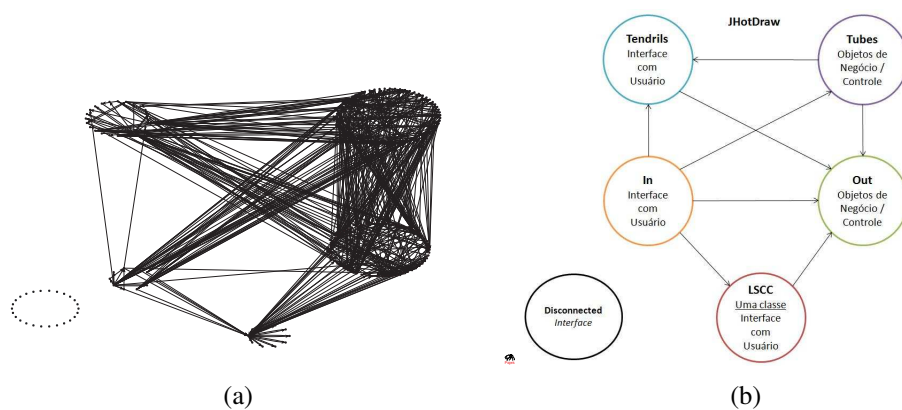 JHotDraw
Tendrils
Interface
com
Usuário
Tubes
Objetos de
Negócio /
Controle
In
Interface
com
Usuário
Out
Objetos de
Negócio /
Controle
LSCC
Uma classe
Interface
com
Usuário
Disconnected
Interface
(a)
(b)